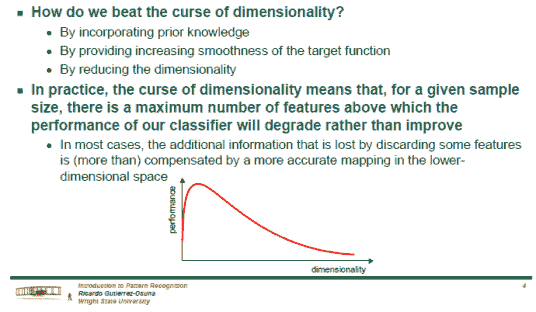 How do we beat the curse of dimensionality?
By incorporating prior knowledge
By providing increasing smoothness of the target function
By reducing the dimensionality
In practice, the curse of dimensionality means that, for a given sample
size, there is a maximum number of features above which the
performance of our classifier will degrade rather than improve
In most cases, the additional information that is lost by discarding some features
is (more than) compensated by a more accurate mapping in the lower-
dimensional space
performance
dimensionality
Introduction to Pattern Recognition
Ricardo Gutierrez-Osuna
Wright State University
4